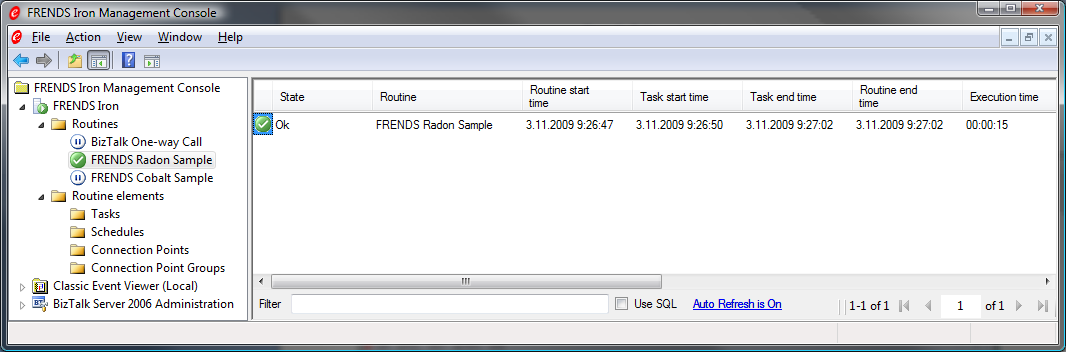 FRENDS Iron Management Console
File Action View Window Help
FRENDS Iron Management Console
FRENDS Iron
Routines
BizTalk One-way Call
FRENDS Radon Sample
FRENDS Cobalt Sample
Routine elements
Tasks
Schedules
Connection Points
Connection Point Groups
Classic Event Viewer (Local)
BizTalk Server 2006 Administration
State Routine Routine start time Task start time Task end time Routine end time Execution time
Ok FRENDS Radon Sample 3.11.2009 9:26:47 3.11.2009 9:26:50 3.11.2009 9:27:02 3.11.2009 9:27:02 00:00:15
Filter Use SQL Auto Refresh is On 1-1 of 1 1 of 1